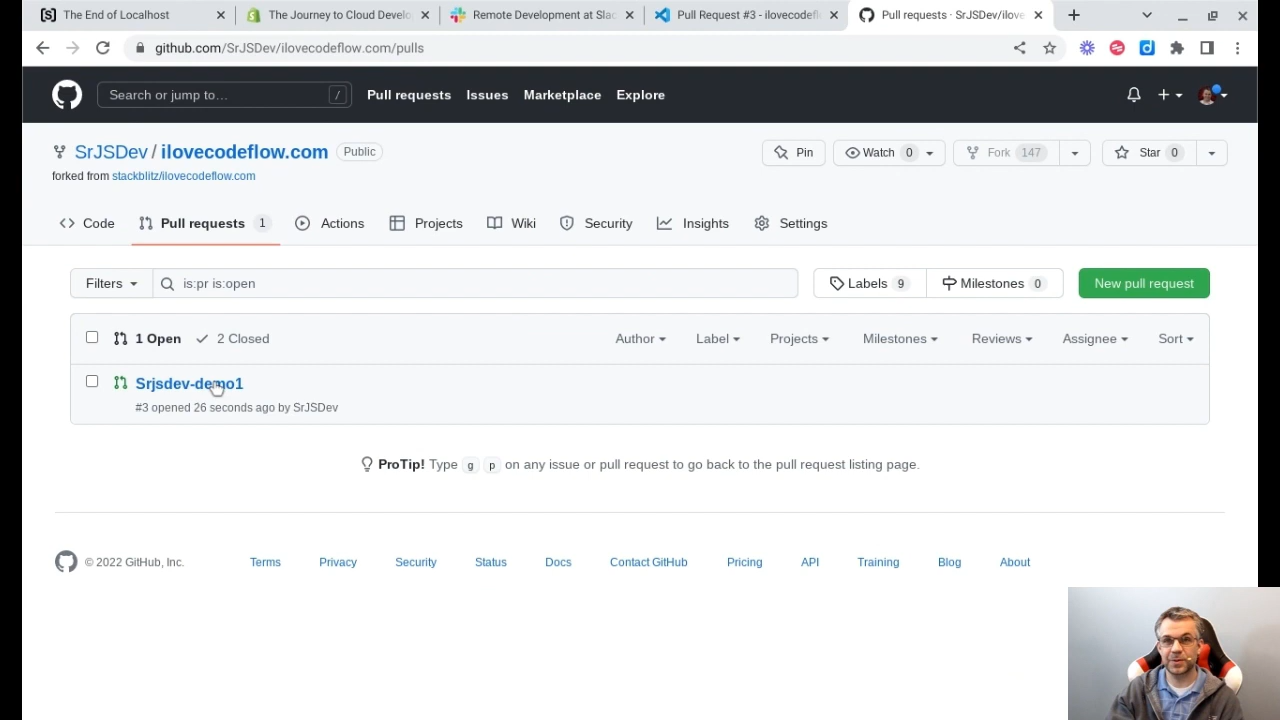 The End of Localhost
The Journey to Cloud Develo
Remote Development at Slac
Pull Request #3 - ilovecodefl
Pull requests · SrJSDev/ilove
github.com/SrJSDev/ilovecodeflow.com/pulls
Search or jump to… /
Pull requests Issues Marketplace Explore
SrJSDev / ilovecodeflow.com Public
Pin Watch 0 Fork 147 Star 0
forked from stackblitz/ilovecodeflow.com
Code Pull requests 1 Actions Projects Wiki Security Insights Settings
Filters is:pr is:open Labels 9 Milestones 0 New pull request
1 Open 2 Closed Author Label Projects Milestones Reviews Assignee Sort
Srjsdev-demo1
#3 opened 26 seconds ago by SrJSDev
ProTip! Type g p on any issue or pull request to go back to the pull request listing page.
© 2022 GitHub, Inc. Terms Privacy Security Status Docs Contact GitHub Pricing API Training Blog About